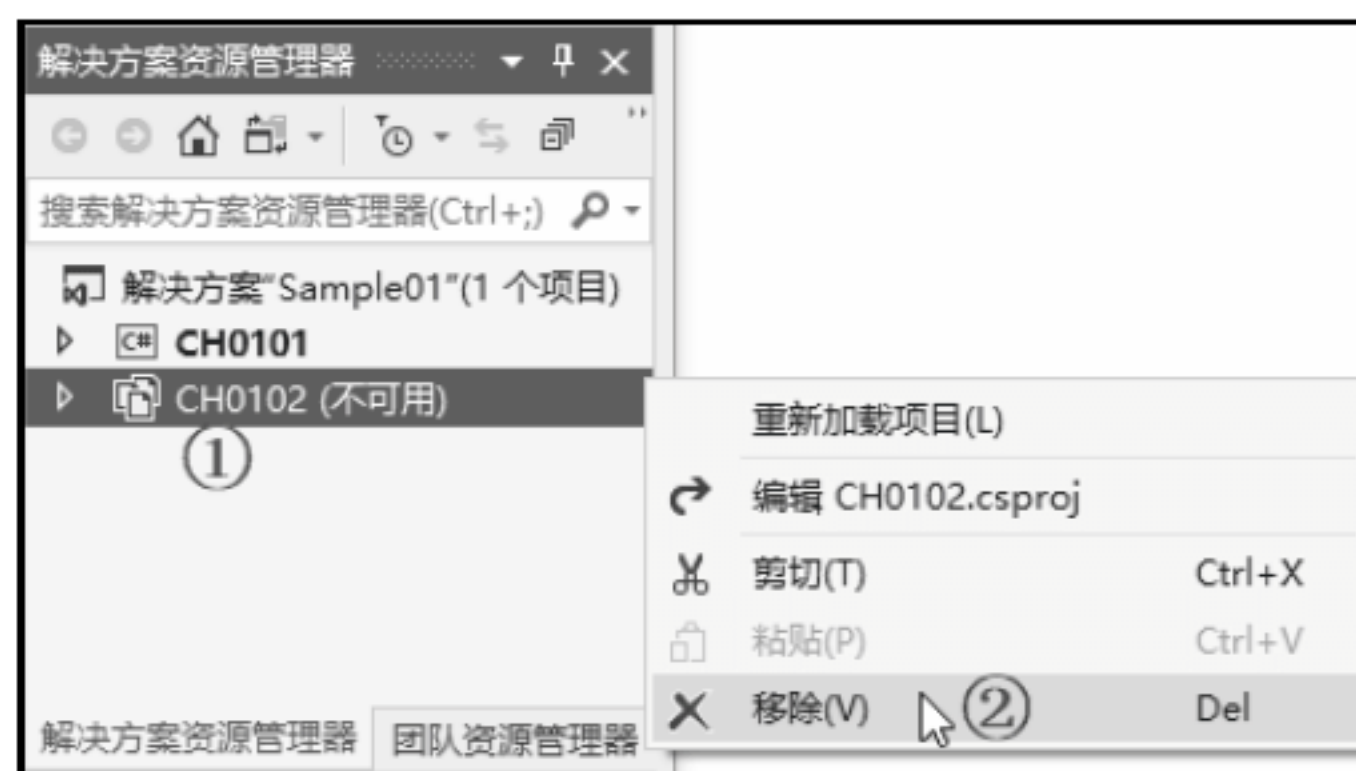 解决方案资源管理器
搜索解决方案资源管理器(Ctrl+;)
解决方案"Sample01"(1 个项目)
C# CH0101
CH0102 (不可用)
①
重新加载项目(L)
编辑 CH0102.csproj
剪切(T) Ctrl+X
粘贴(P) Ctrl+V
移除(V) ② Del
解决方案资源管理器 团队资源管理器